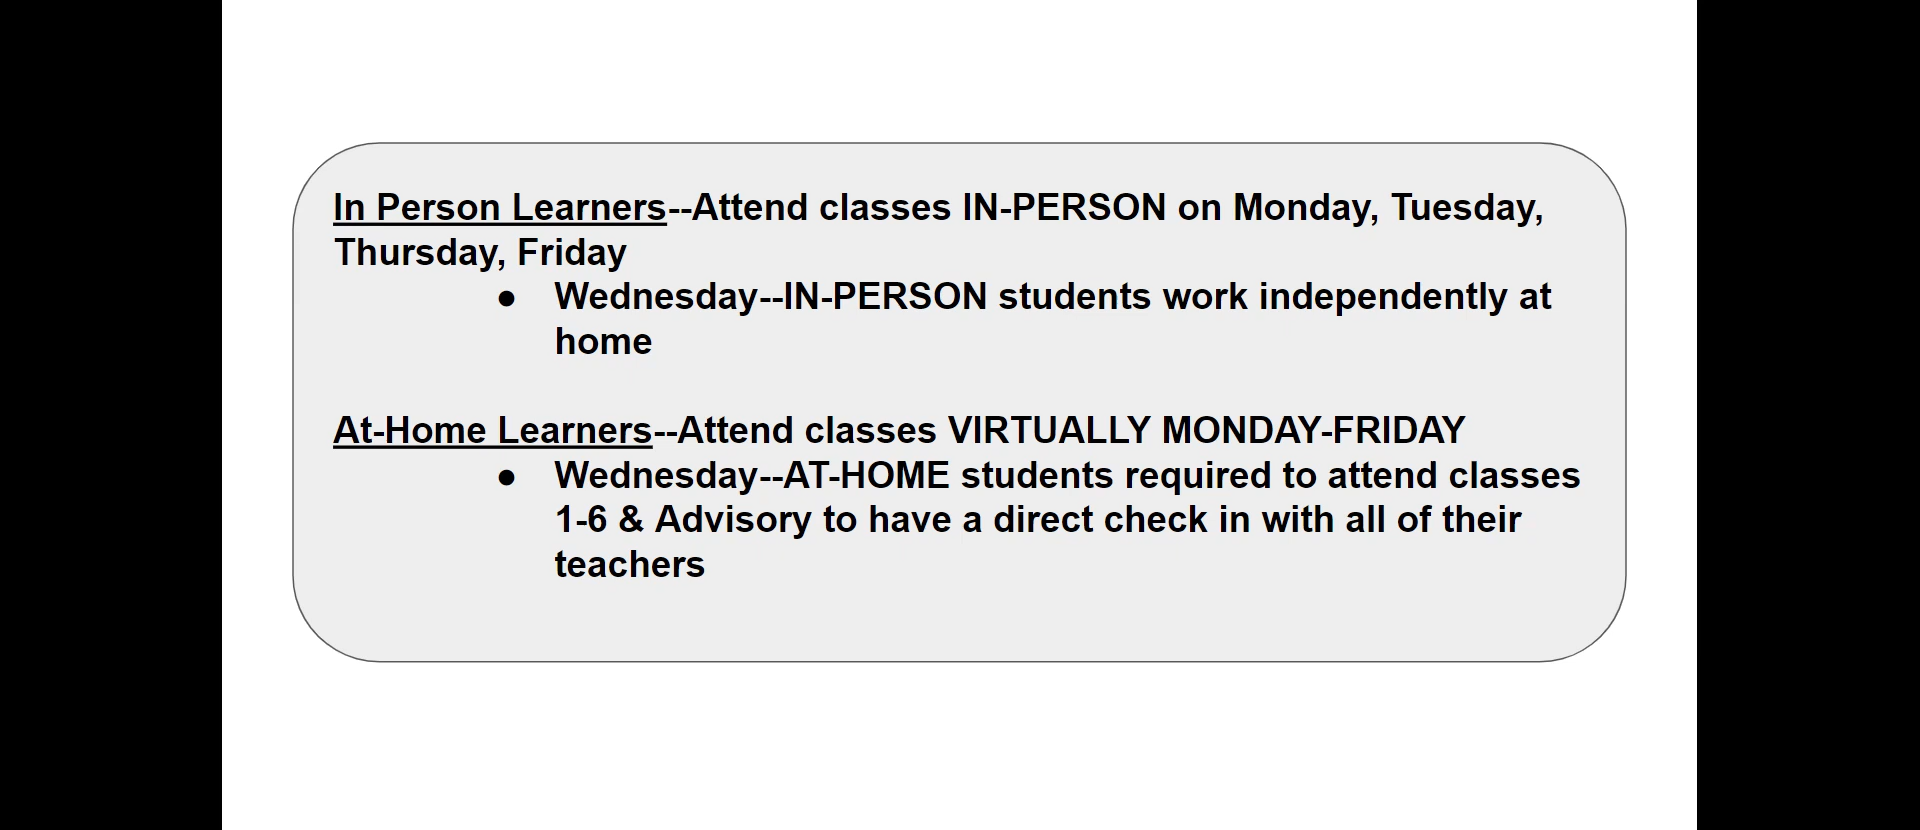 In Person Learners--Attend classes IN-PERSON on Monday, Tuesday,
Thursday, Friday
● Wednesday--IN-PERSON students work independently at
home
At-Home Learners--Attend classes VIRTUALLY MONDAY-FRIDAY
● Wednesday--AT-HOME students required to attend classes
1-6 & Advisory to have a direct check in with all of their
teachers